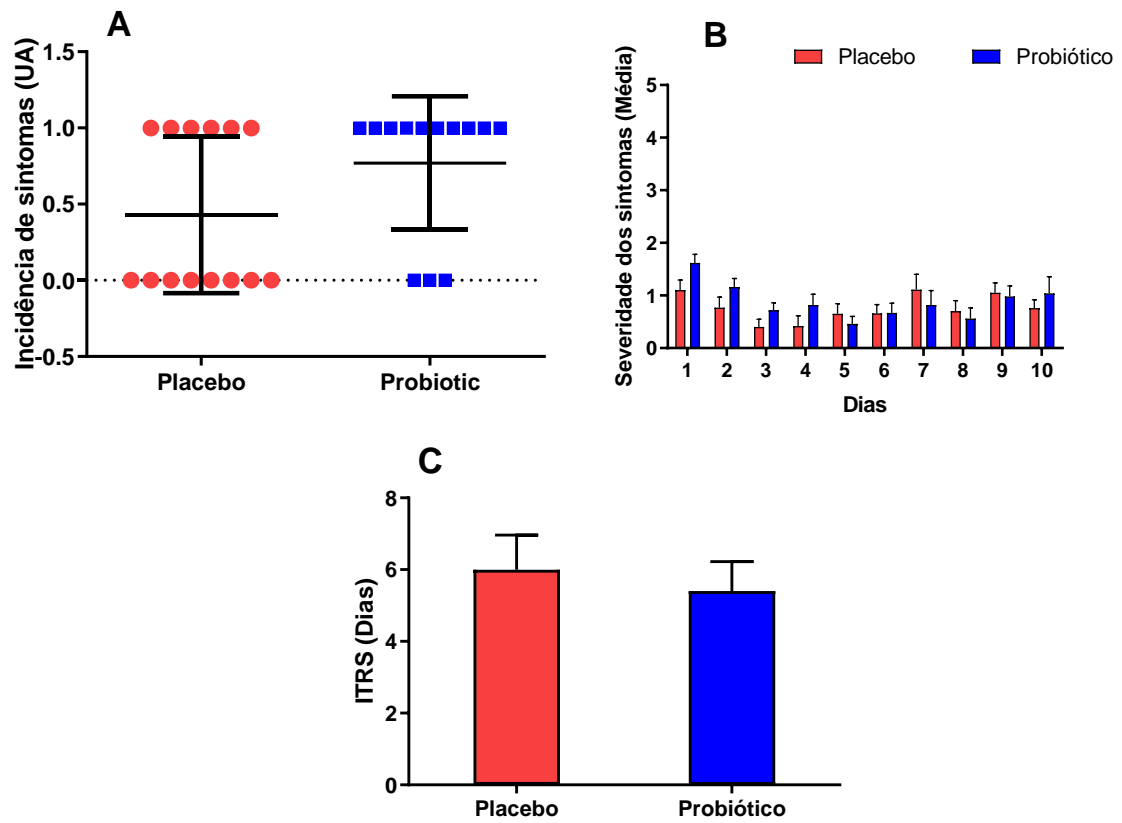 A
Incidência de sintomas (UA)
1.5
1.0
0.5
0.0
-0.5
Placebo
Probiotic
B
Placebo
Probiótico
Severidade dos sintomas (Média)
5
4
3
2
1
0
1 2 3 4 5 6 7 8 9 10
Dias
C
ITRS (Dias)
8
6
4
2
0
Placebo
Probiótico